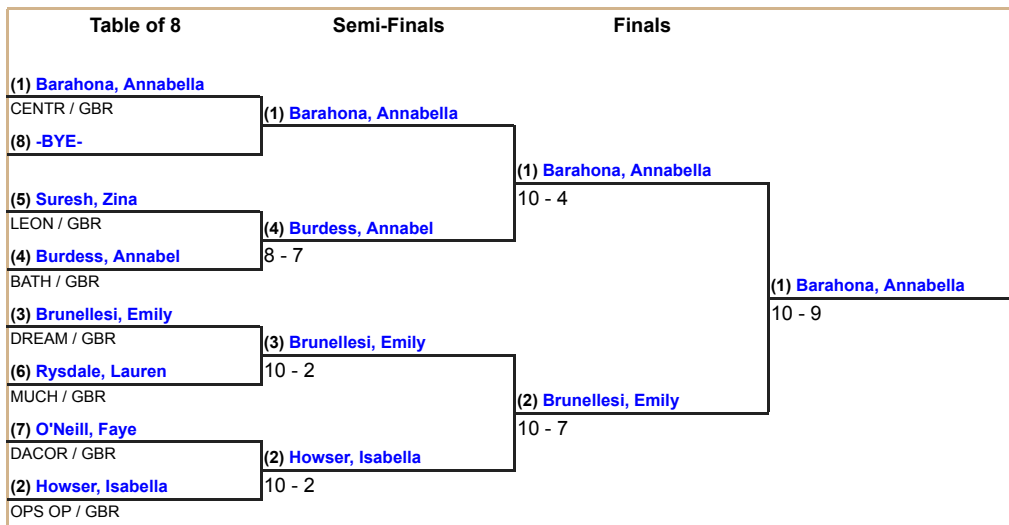 Table of 8 Semi-Finals Finals
(1) Barahona, Annabella
CENTR / GBR
(8) -BYE-
(5) Suresh, Zina
LEON / GBR
(4) Burdess, Annabel
BATH / GBR
(3) Brunellesi, Emily
DREAM / GBR
(6) Rysdale, Lauren
MUCH / GBR
(7) O'Neill, Faye
DACOR / GBR
(2) Howser, Isabella
OPS OP / GBR
(1) Barahona, Annabella
(4) Burdess, Annabel
8 - 7
(3) Brunellesi, Emily
10 - 2
(2) Howser, Isabella
10 - 2
(1) Barahona, Annabella
10 - 4
(2) Brunellesi, Emily
10 - 7
(1) Barahona, Annabella
10 - 9